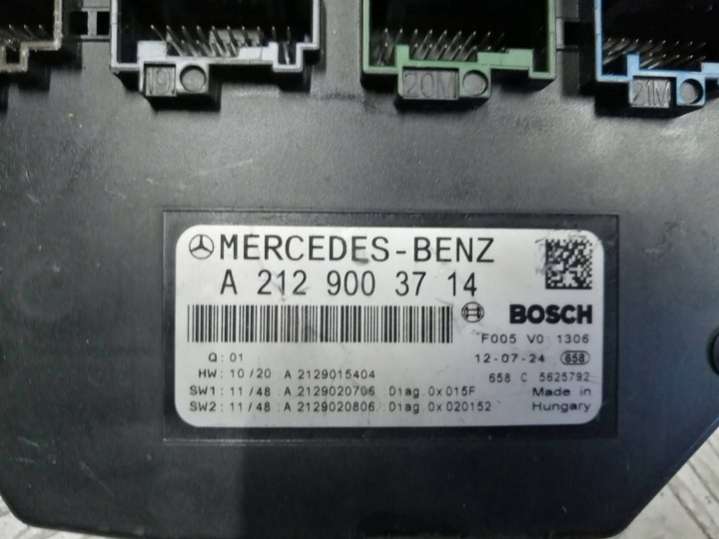 19
20M
21M
MERCEDES-BENZ
A 212 900 37 14
BOSCH
F005 V0 1306
Q: 01
12-07-24 658
HW: 10/20 A 2129015404
658 C 5625792
SW1: 11/48 A 2129020706 Diag 0x015F
Made in
SW2: 11/48 A 2129020806 Diag 0x020152
Hungary